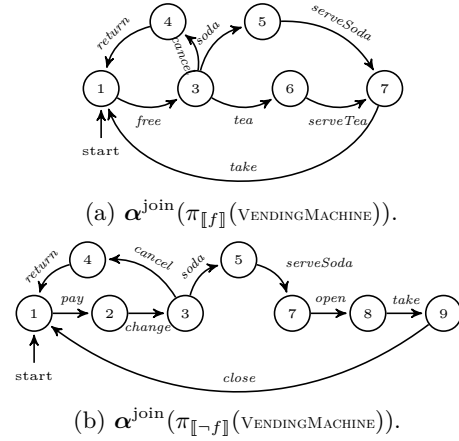 return
4
cancel
soda
5
serveSoda
1
free
3
tea
6
serveTea
7
start
take
(a) 𝜶^join(π_⟦f⟧(VENDINGMACHINE)).
return
4
cancel
soda
5
serveSoda
1
pay
2
change
3
7
open
8
take
9
start
close
(b) 𝜶^join(π_⟦¬f⟧(VENDINGMACHINE)).